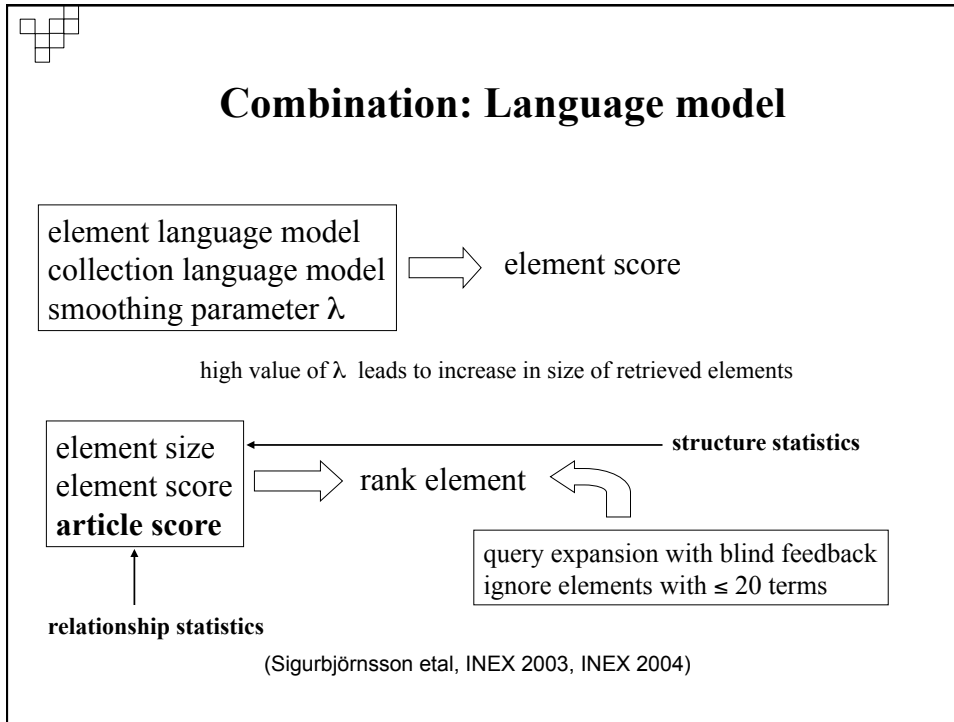 Combination: Language model
element language model
collection language model
smoothing parameter λ
element score
high value of λ leads to increase in size of retrieved elements
element size
element score
article score
structure statistics
rank element
query expansion with blind feedback
ignore elements with ≤ 20 terms
relationship statistics
(Sigurbjörnsson etal, INEX 2003, INEX 2004)